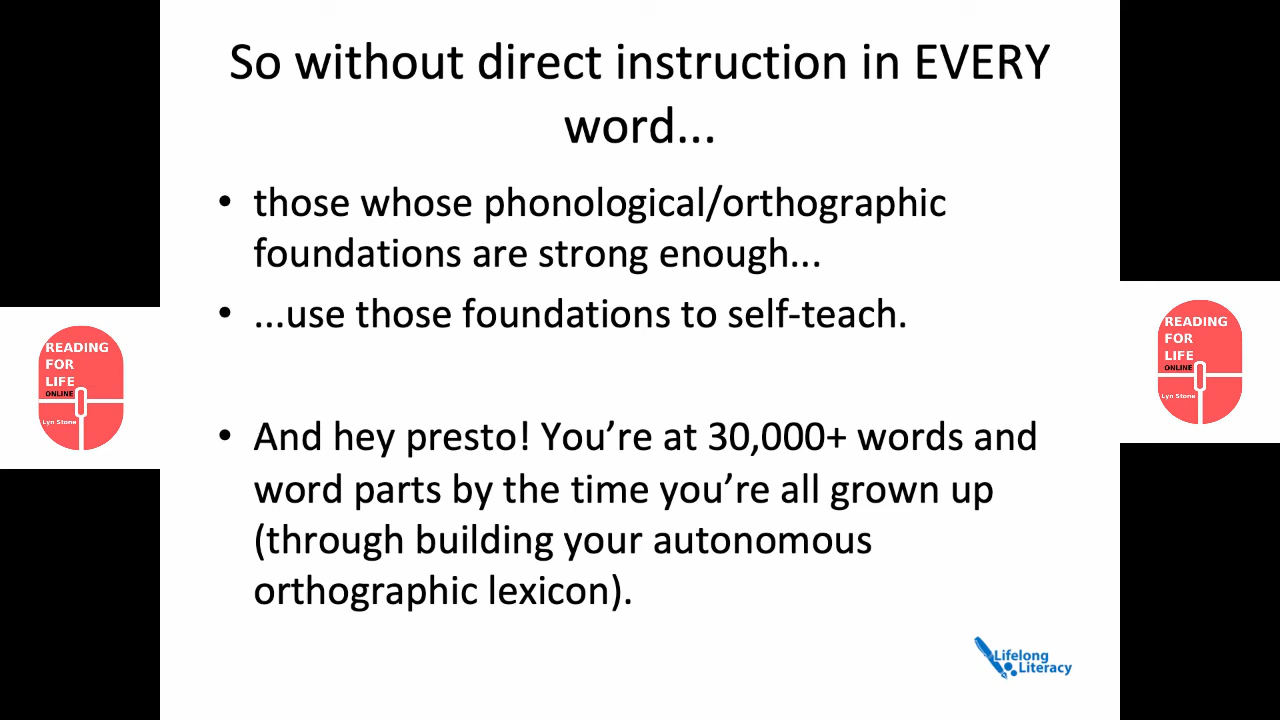 So without direct instruction in EVERY
word...
• those whose phonological/orthographic
foundations are strong enough...
• ...use those foundations to self-teach.
• And hey presto! You’re at 30,000+ words and
word parts by the time you’re all grown up
(through building your autonomous
orthographic lexicon).
READING
FOR
LIFE
ONLINE
Lyn Stone
READING
FOR
LIFE
ONLINE
Lyn Stone
Lifelong
Literacy